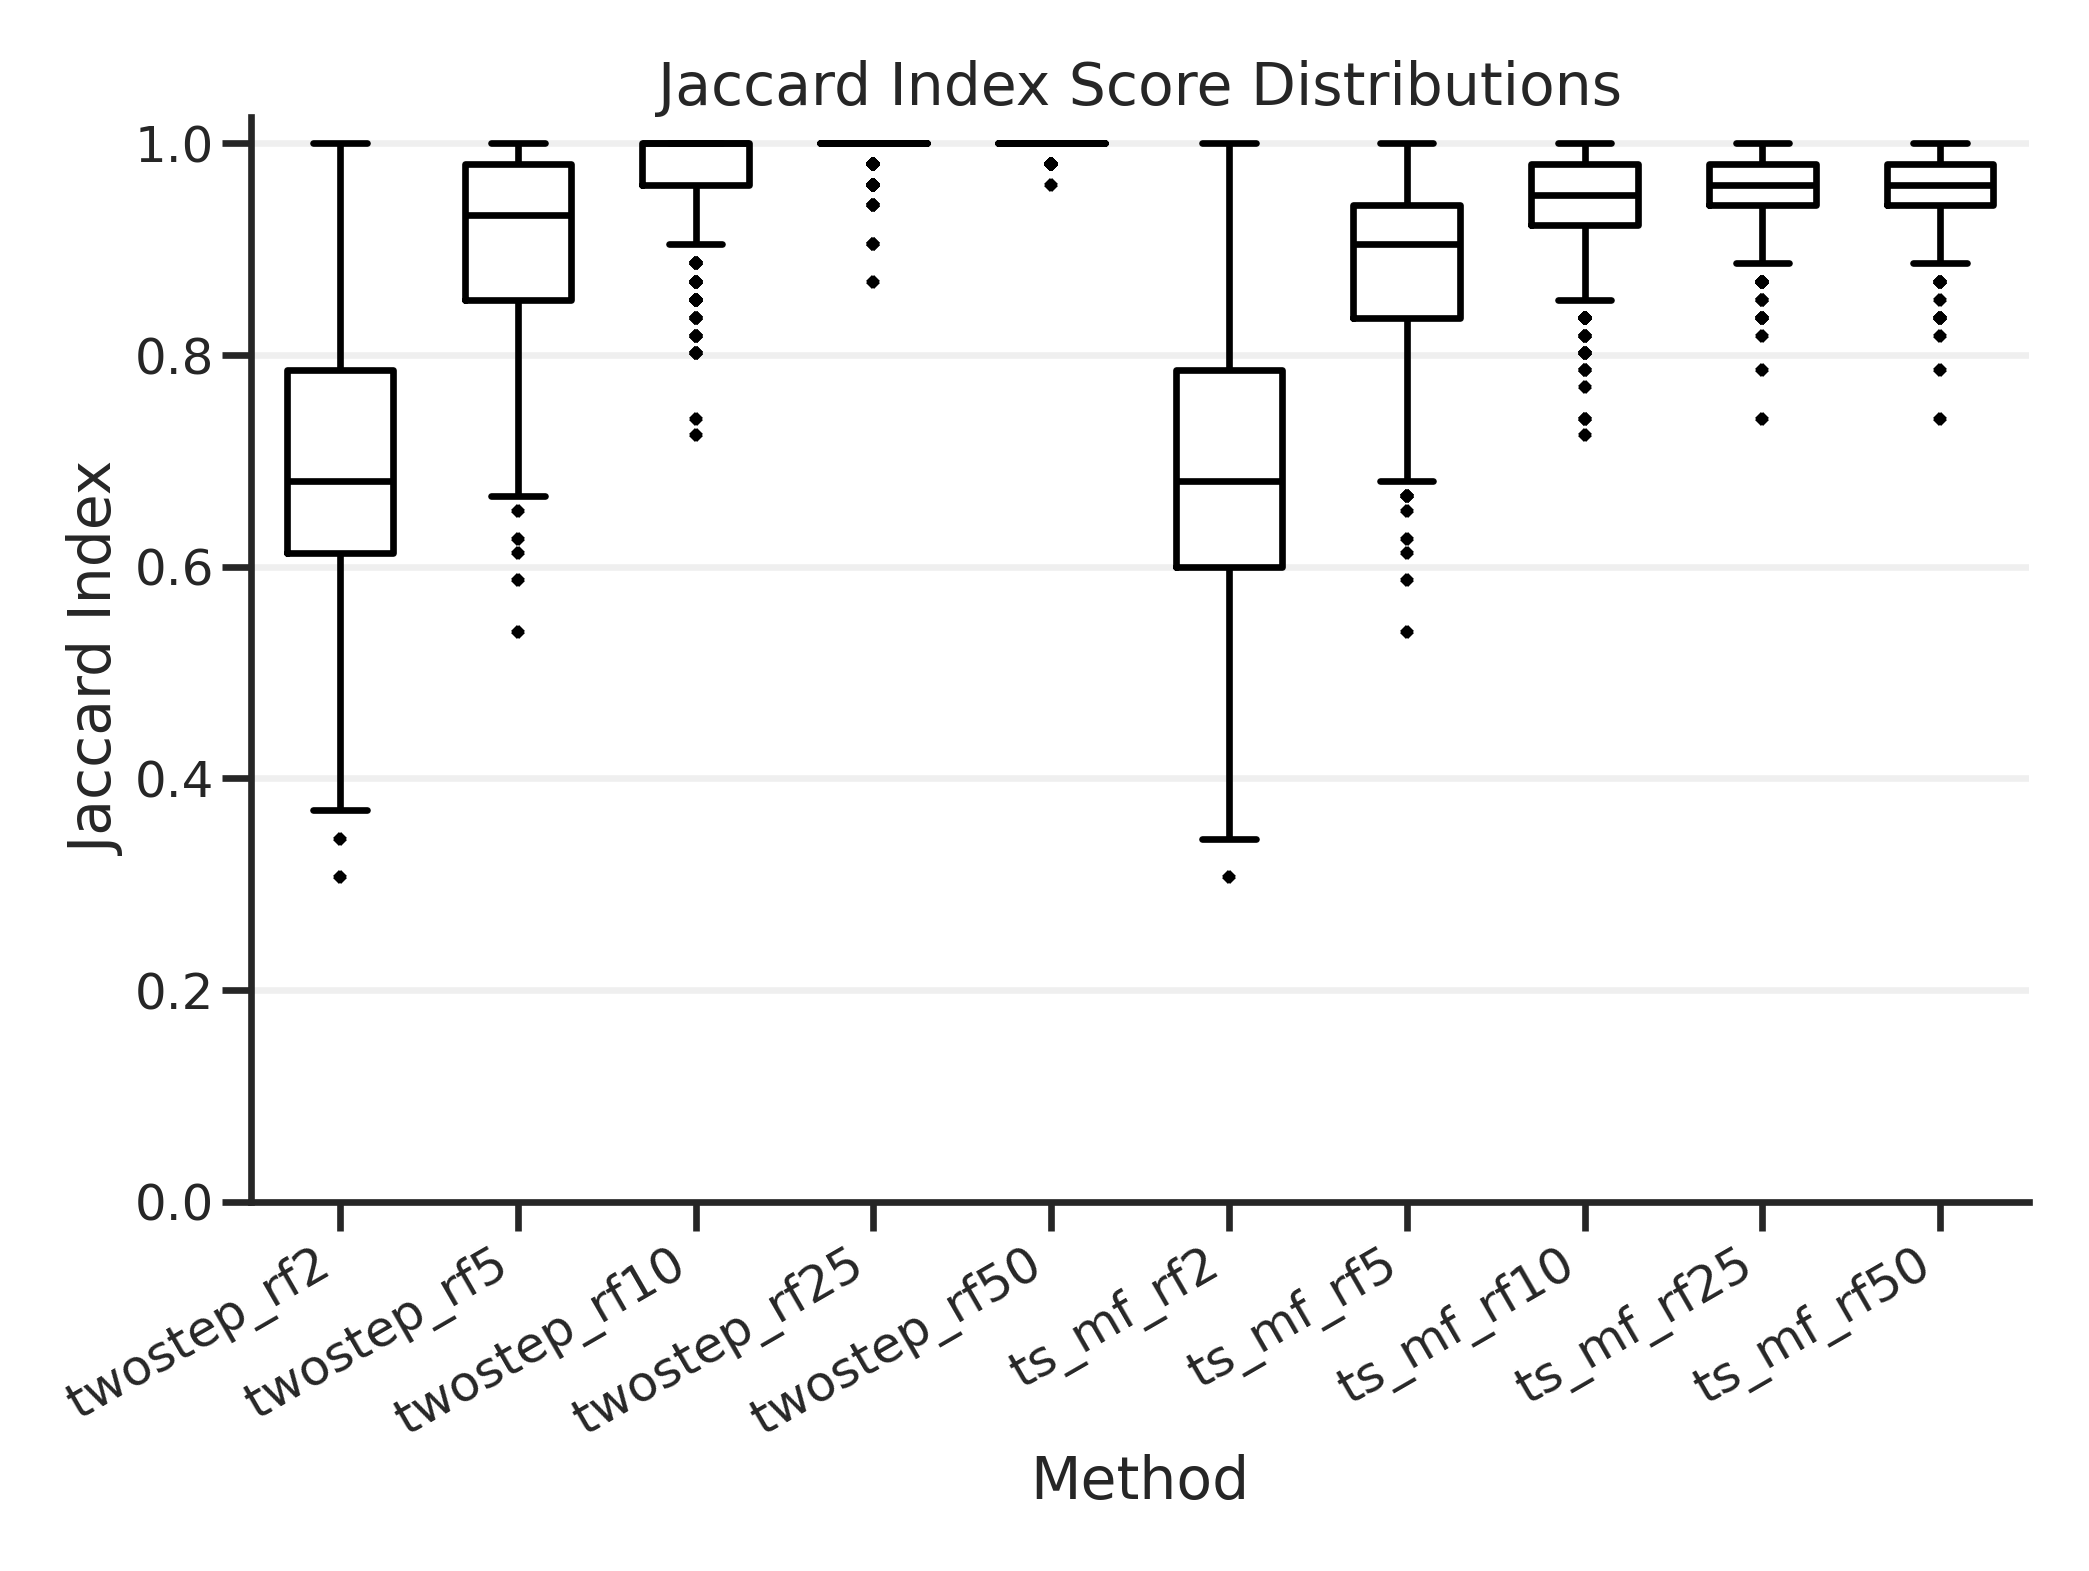 Jaccard Index Score Distributions
Jaccard Index
1.0
0.8
0.6
0.4
0.2
0.0
twostep_rf2
twostep_rf5
twostep_rf10
twostep_rf25
twostep_rf50
ts_mf_rf2
ts_mf_rf5
ts_mf_rf10
ts_mf_rf25
ts_mf_rf50
Method